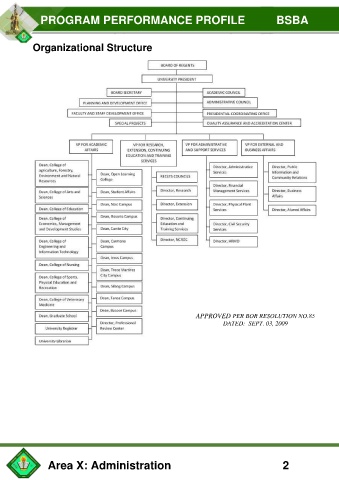 PROGRAM PERFORMANCE PROFILE BSBA
Organizational Structure
BOARD OF REGENTS
UNIVERSITY PRESIDENT
BOARD SECRETARY
ACADEMIC COUNCIL
PLANNING AND DEVELOPMENT OFFICE
ADMINISTRATIVE COUNCIL
FACULTY AND STAFF DEVELOPMENT OFFICE
PRESIDENTIAL COORDINATING OFFICE
SPECIAL PROJECTS
QUALITY ASSURANCE AND ACCREDITATION CENTER
VP FOR ACADEMIC
AFFAIRS
VP FOR RESEARCH,
EXTENSION, CONTINUING
EDUCATION AND TRAINING
SERVICES
VP FOR ADMINISTRATIVE
AND SUPPORT SERVICES
VP FOR EXTERNAL AND
BUSINESS AFFAIRS
Dean, College of
Agriculture, Forestry,
Environment and Natural
Resources
Dean, College of Arts and
Sciences
Dean, College of Education
Dean, College of
Economics, Management
and Development Studies
Dean, College of
Engineering and
Information Technology
Dean, College of Nursing
Dean, College of Sports,
Physical Education and
Recreation
Dean, College of Veterinary
Medicine
Dean, Graduate School
University Registrar
University Librarian
Dean, Open Learning
College
Dean, Student Affairs
Dean, Naic Campus
Dean, Rosario Campus
Dean, Cavite City
Dean, Carmona
Campus
Dean, Imus Campus
Dean, Trece Martires
City Campus
Dean, Silang Campus
Dean, Tanza Campus
Dean, Bacoor Campus
Director, Professional
Review Center
RECETS COUNCILS
Director, Research
Director, Extension
Director, Continuing
Education and
Training Services
Director, NCRDC
Director, Administrative
Services
Director, Financial
Management Services
Director, Physical Plant
Services
Director, Civil Security
Services
Director, Public
Information and
Community Relations
Director, Business
Affairs
Director, Alumni Affairs
APPROVED PER BOR RESOLUTION NO.85
DATED: SEPT. 03, 2009
Area X: Administration 2